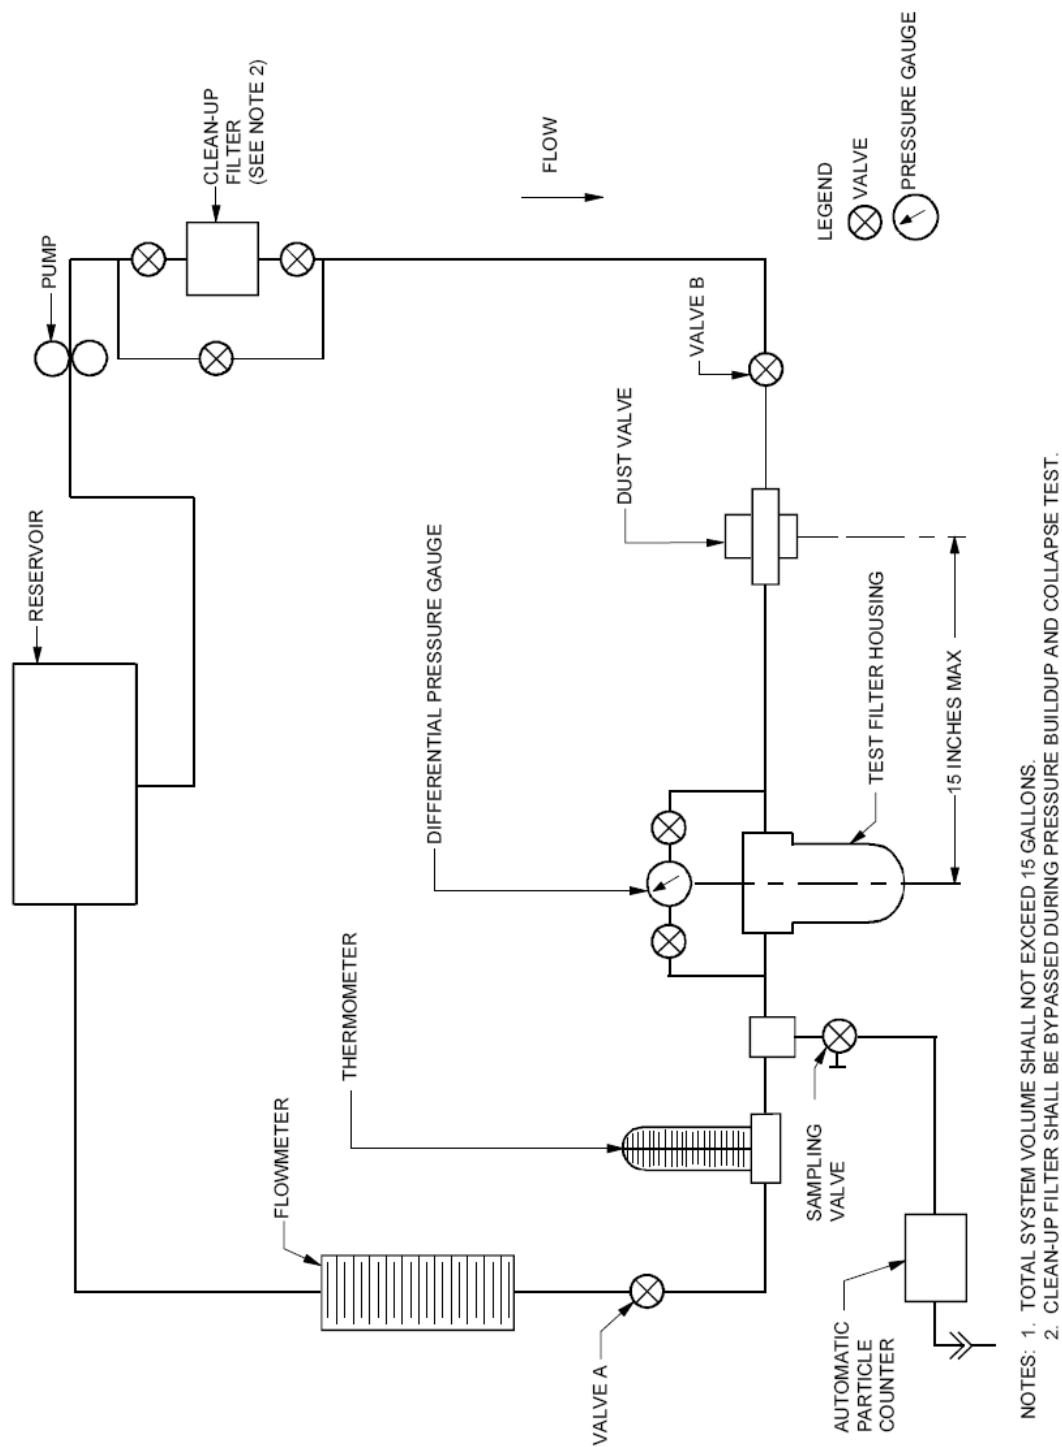 RESERVOIR
PUMP
CLEAN-UP
FILTER
(SEE NOTE 2)
FLOW
FLOWMETER
THERMOMETER
DIFFERENTIAL PRESSURE GAUGE
DUST VALVE
VALVE B
LEGEND
VALVE
PRESSURE GAUGE
VALVE A
SAMPLING
VALVE
TEST FILTER HOUSING
15 INCHES MAX
AUTOMATIC
PARTICLE
COUNTER
NOTES: 1. TOTAL SYSTEM VOLUME SHALL NOT EXCEED 15 GALLONS.
2. CLEAN-UP FILTER SHALL BE BYPASSED DURING PRESSURE BUILDUP AND COLLAPSE TEST.